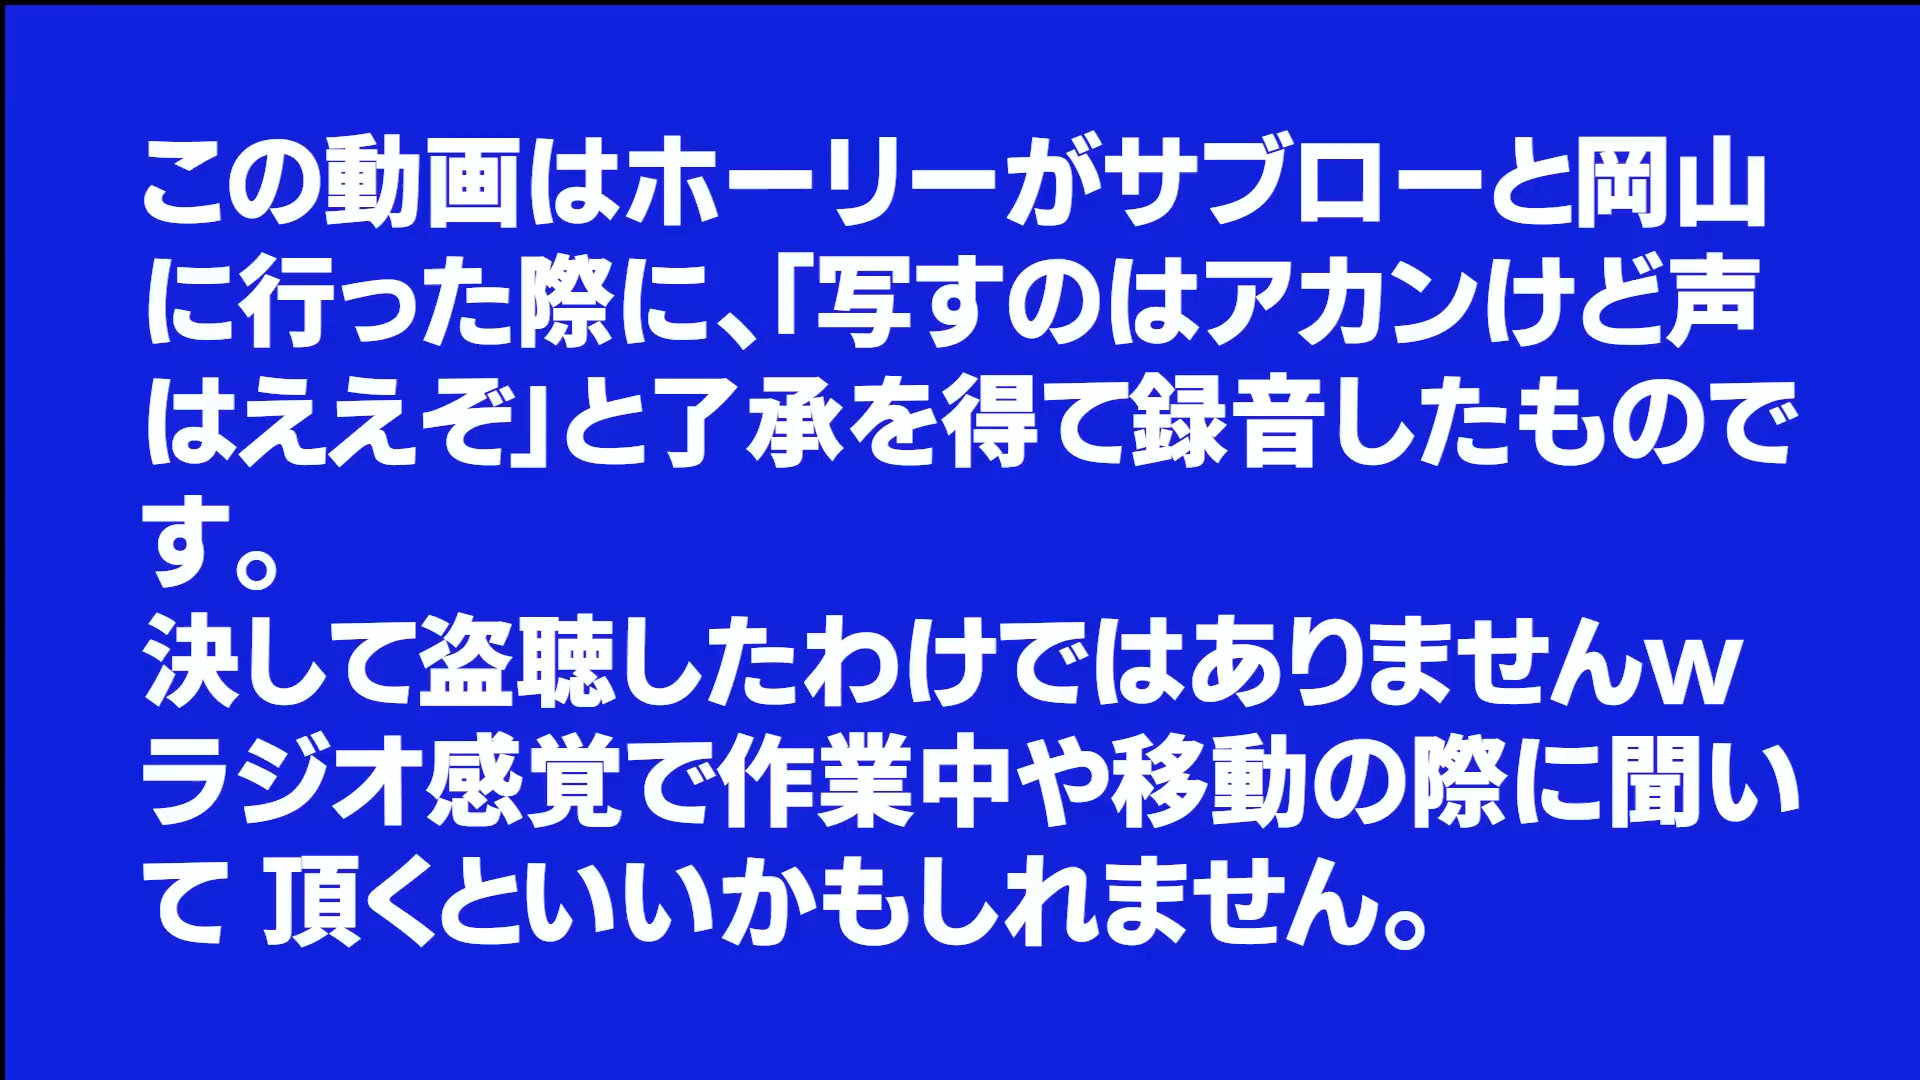 この動画はホーリーがサブローと岡山
に行った際に、「写すのはアカンけど声
はええぞ」と了承を得て録音したもので
す。
決して盗聴したわけではありませんw
ラジオ感覚で作業中や移動の際に聞い
て 頂くといいかもしれません。